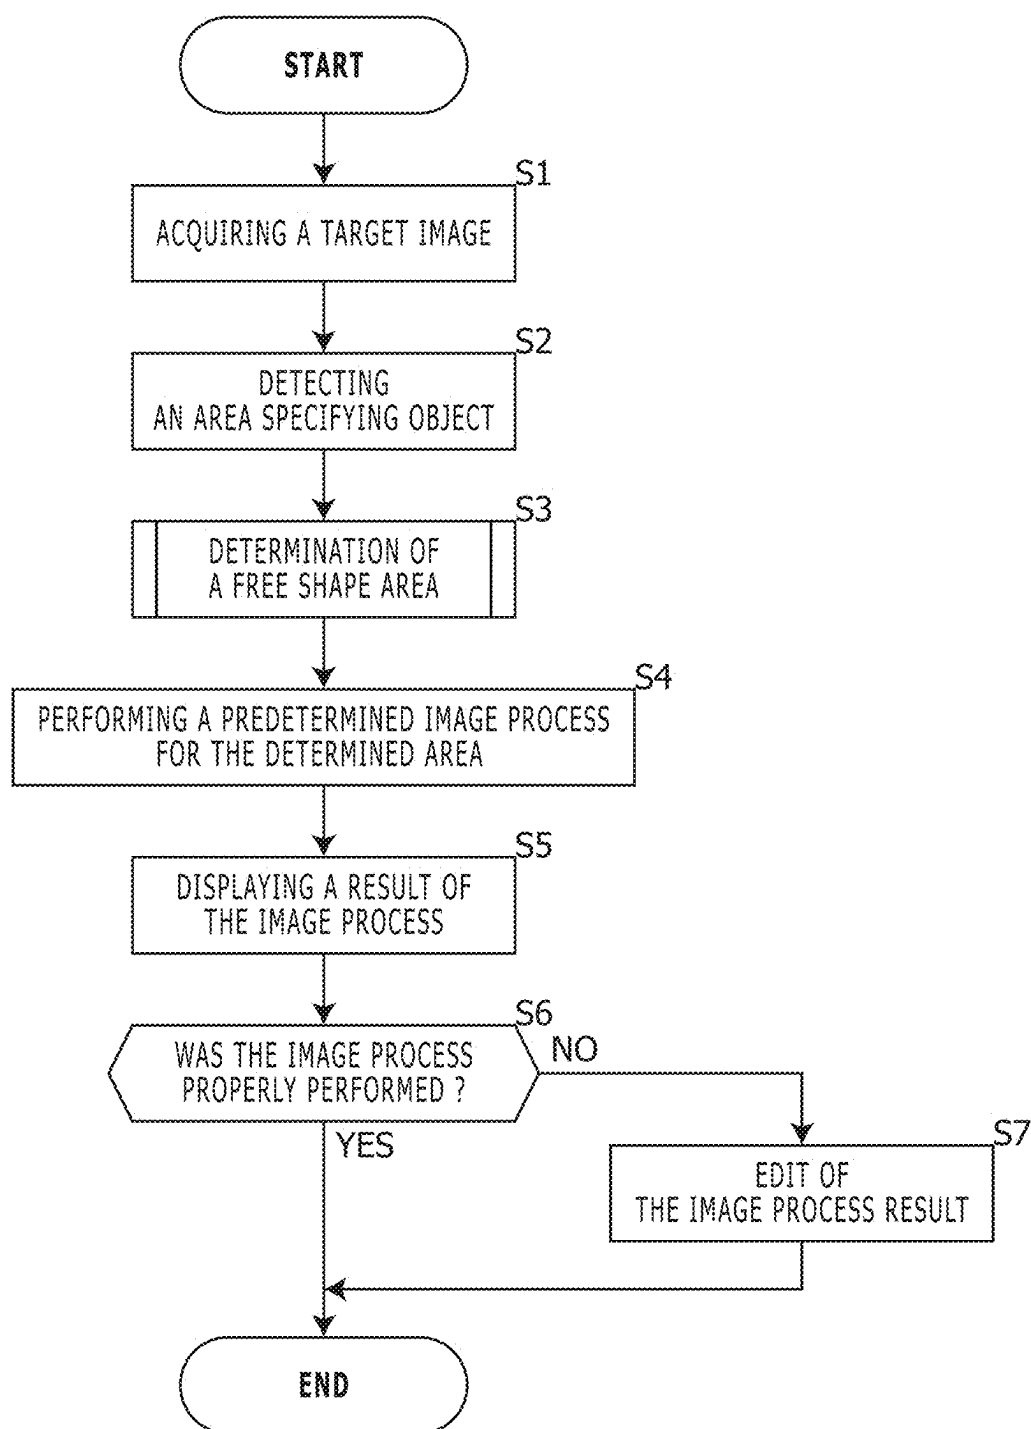 START
S1
ACQUIRING A TARGET IMAGE
S2
DETECTING
AN AREA SPECIFYING OBJECT
S3
DETERMINATION OF
A FREE SHAPE AREA
S4
PERFORMING A PREDETERMINED IMAGE PROCESS
FOR THE DETERMINED AREA
S5
DISPLAYING A RESULT OF
THE IMAGE PROCESS
S6
WAS THE IMAGE PROCESS
PROPERLY PERFORMED ?
NO
YES
S7
EDIT OF
THE IMAGE PROCESS RESULT
END